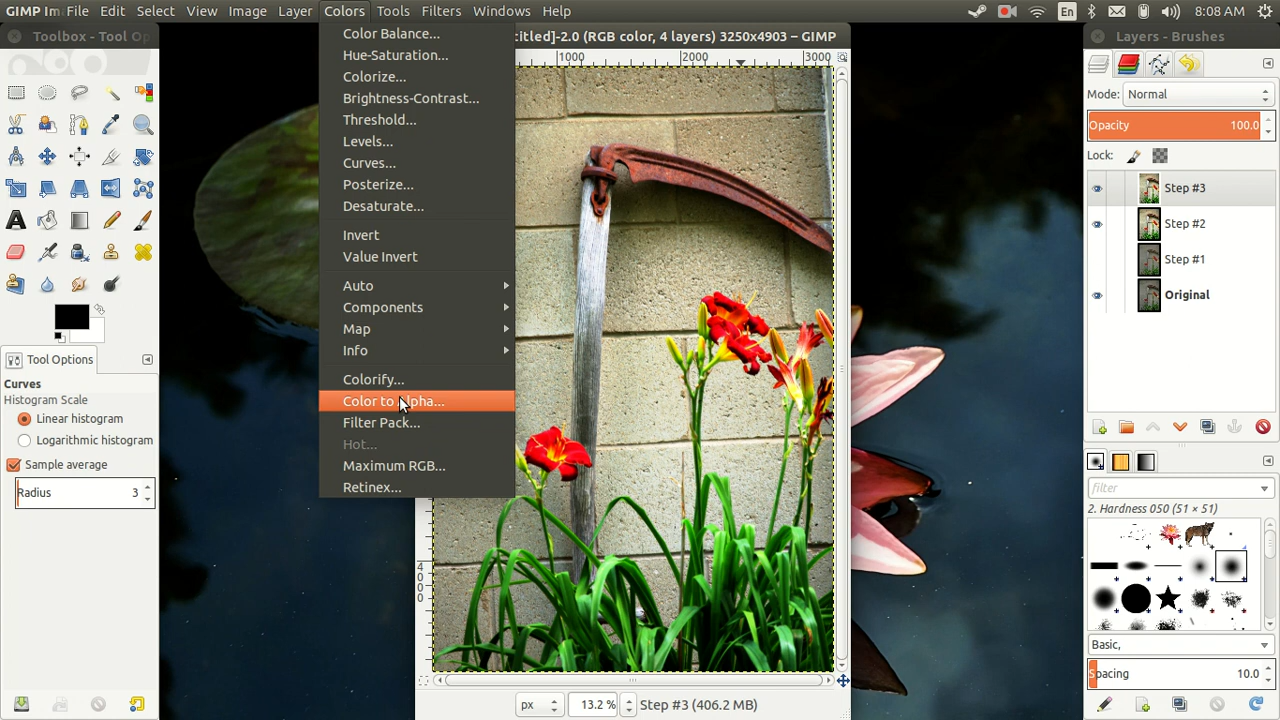 GIMP Im File Edit Select View Image Layer Colors Tools Filters Windows Help En 8:08 AM
Toolbox - Tool Op
Tool Options
Curves
Histogram Scale
Linear histogram
Logarithmic histogram
Sample average
Radius 3
Color Balance...
Hue-Saturation...
Colorize...
Brightness-Contrast...
Threshold...
Levels...
Curves...
Posterize...
Desaturate...
Invert
Value Invert
Auto
Components
Map
Info
Colorify...
Color to Alpha...
Filter Pack...
Hot...
Maximum RGB...
Retinex...
titled]-2.0 (RGB color, 4 layers) 3250x4903 – GIMP
1000 2000 3000
4000
px 13.2 % Step #3 (406.2 MB)
Layers - Brushes
Mode: Normal
Opacity 100.0
Lock:
Step #3
Step #2
Step #1
Original
filter
2. Hardness 050 (51 × 51)
Basic,
Spacing 10.0